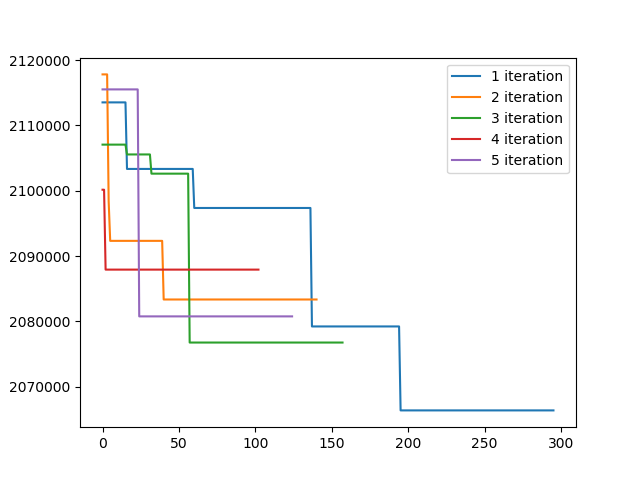 2120000
2110000
2100000
2090000
2080000
2070000
0 50 100 150 200 250 300
1 iteration
2 iteration
3 iteration
4 iteration
5 iteration